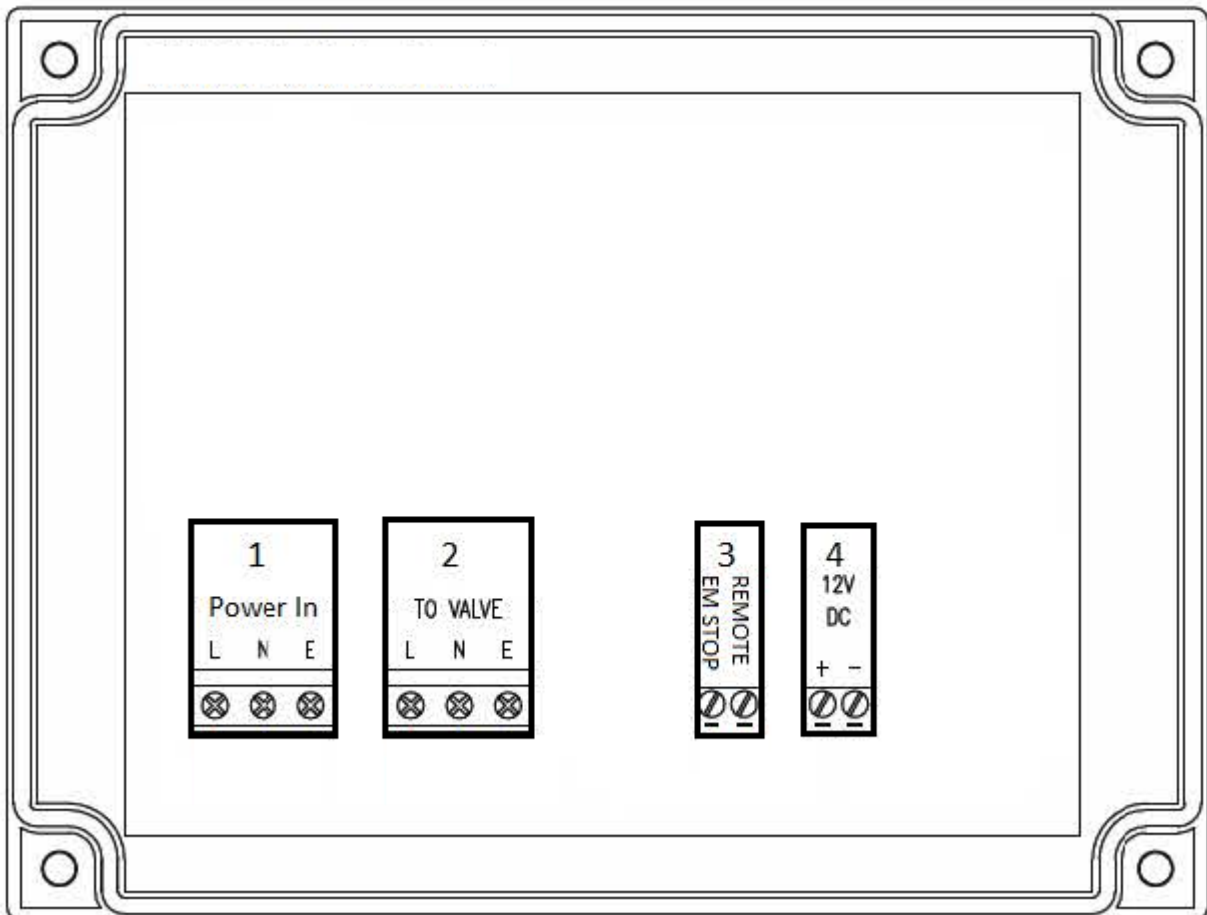 1
Power In
L N E
2
TO VALVE
L N E
3
REMOTE
EM STOP
4
12V
DC
+ -